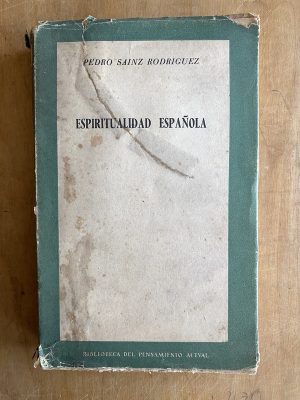 PEDRO SAINZ RODRIGUEZ
ESPIRITUALIDAD ESPAÑOLA
BIBLIOTECA DEL PENSAMIENTO ACTUAL